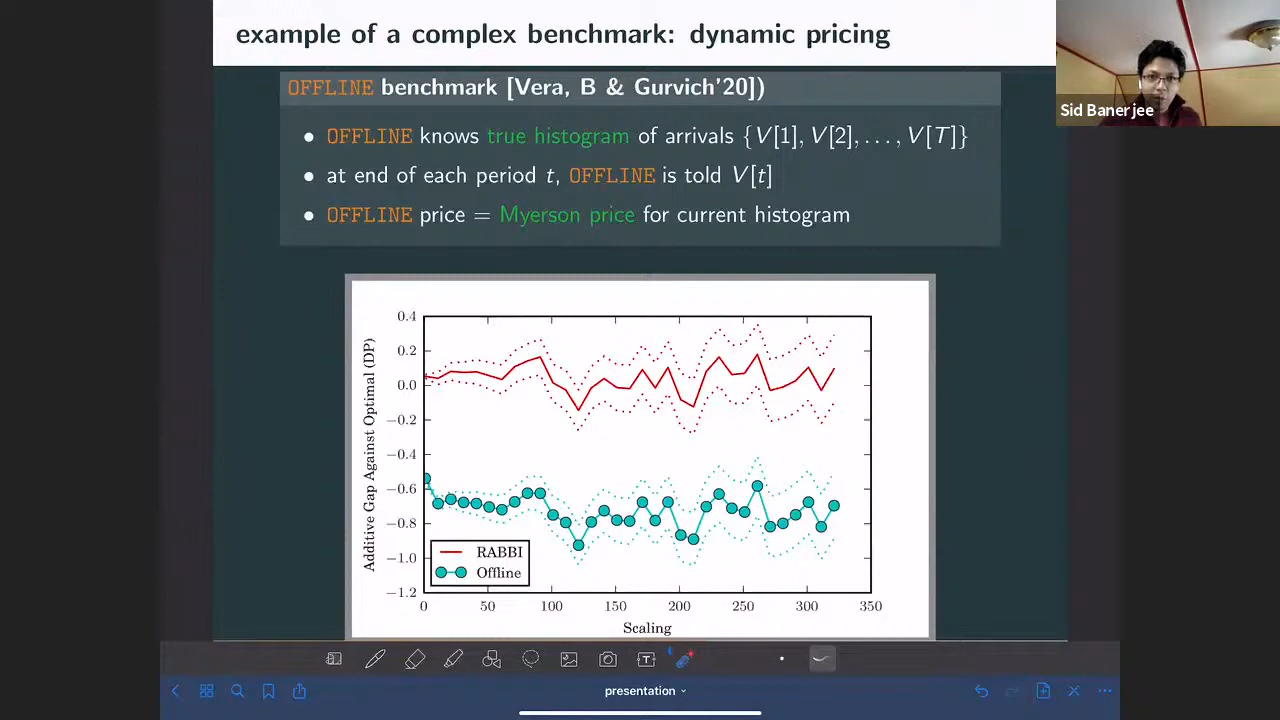 example of a complex benchmark: dynamic pricing
Sid Banerjee
OFFLINE benchmark [Vera, B & Gurvich'20])
• OFFLINE knows true histogram of arrivals {V[1], V[2], . . . , V[T]}
• at end of each period t, OFFLINE is told V[t]
• OFFLINE price = Myerson price for current histogram
Additive Gap Against Optimal (DP)
0.4
0.2
0.0
−0.2
−0.4
−0.6
−0.8
−1.0
−1.2
RABBI
Offline
0 50 100 150 200 250 300 350
Scaling
T
presentation